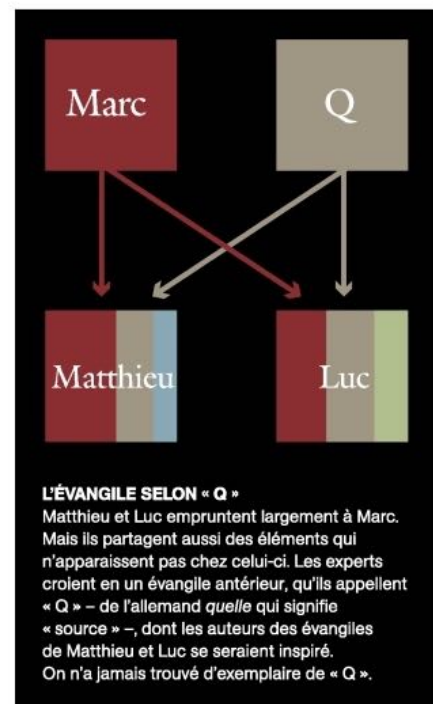 Marc
Q
Matthieu
Luc
L'ÉVANGILE SELON « Q »
Matthieu et Luc empruntent largement à Marc.
Mais ils partagent aussi des éléments qui
n'apparaissent pas chez celui-ci. Les experts
croient en un évangile antérieur, qu'ils appellent
« Q » – de l'allemand quelle qui signifie
« source » –, dont les auteurs des évangiles
de Matthieu et Luc se seraient inspiré.
On n'a jamais trouvé d'exemplaire de « Q ».